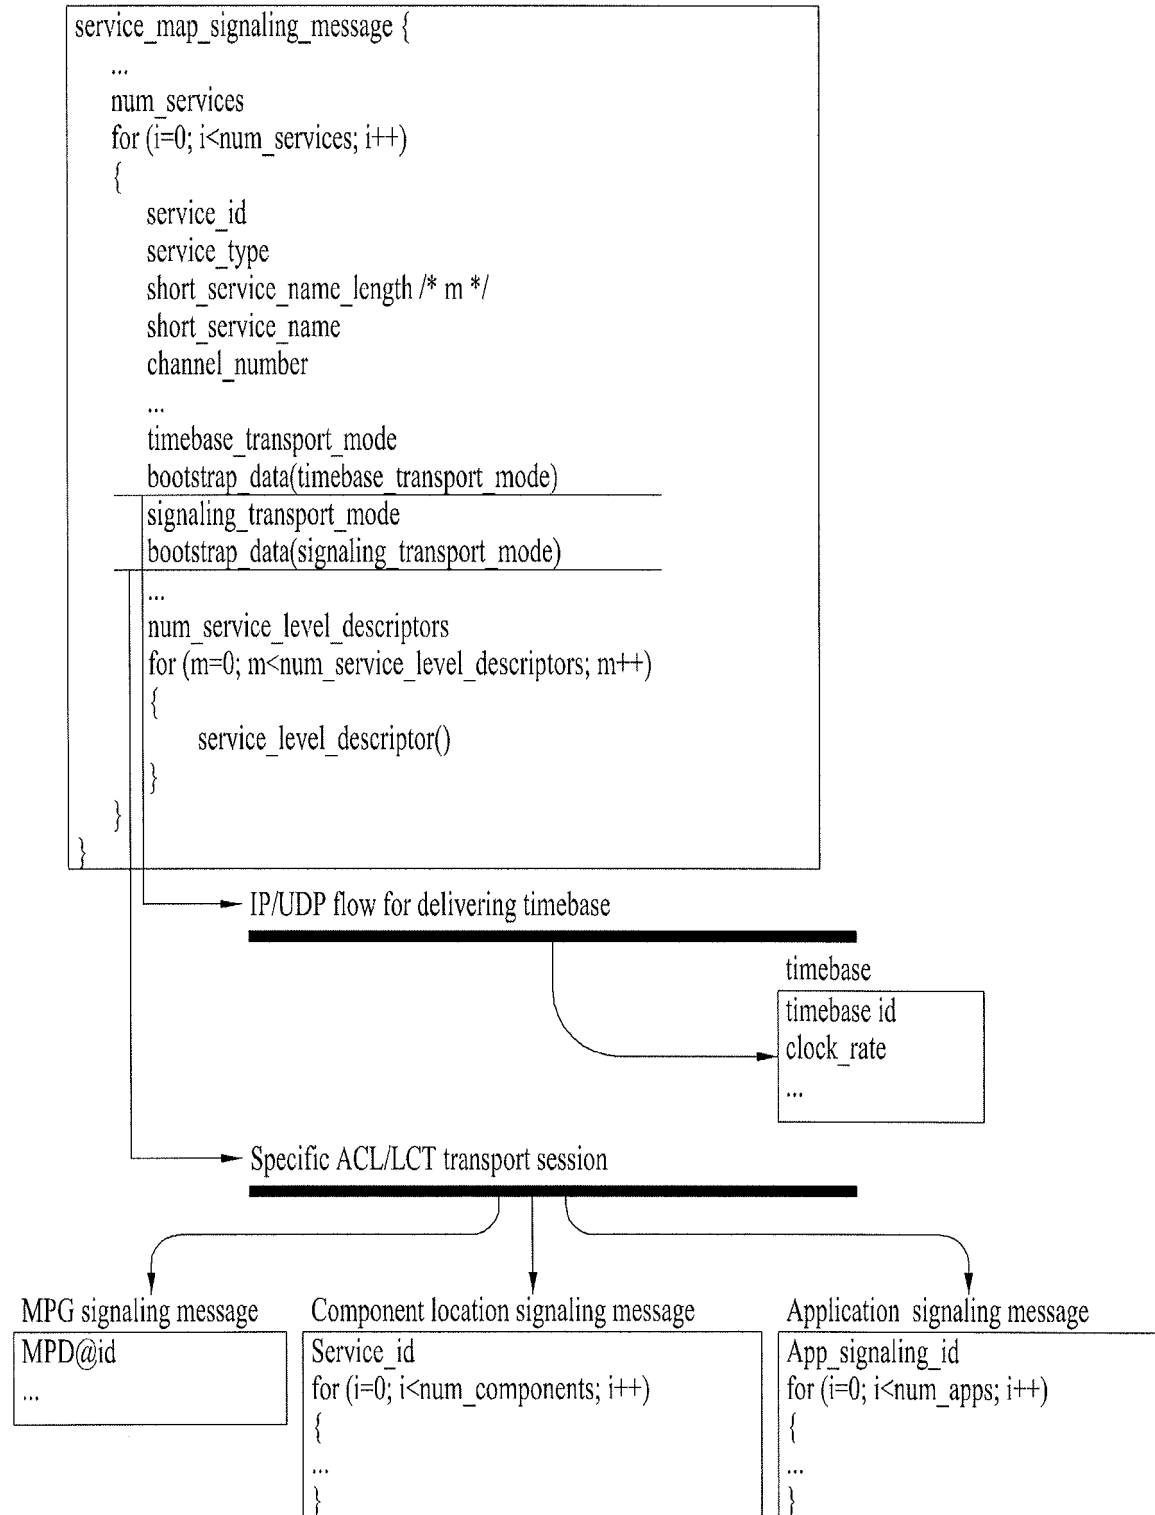 service_map_signaling_message {
...
num_services
for (i=0; i<num_services; i++)
{
service_id
service_type
short_service_name_length /* m */
short_service_name
channel_number
...
timebase_transport_mode
bootstrap_data(timebase_transport_mode)
signaling_transport_mode
bootstrap_data(signaling_transport_mode)
...
num_service_level_descriptors
for (m=0; m<num_service_level_descriptors; m++)
{
service_level_descriptor()
}
}
}
IP/UDP flow for delivering timebase
timebase
timebase id
clock_rate
...
Specific ACL/LCT transport session
MPG signaling message
MPD@id
...
Component location signaling message
Service_id
for (i=0; i<num_components; i++)
{
...
}
Application signaling message
App_signaling_id
for (i=0; i<num_apps; i++)
{
...
}